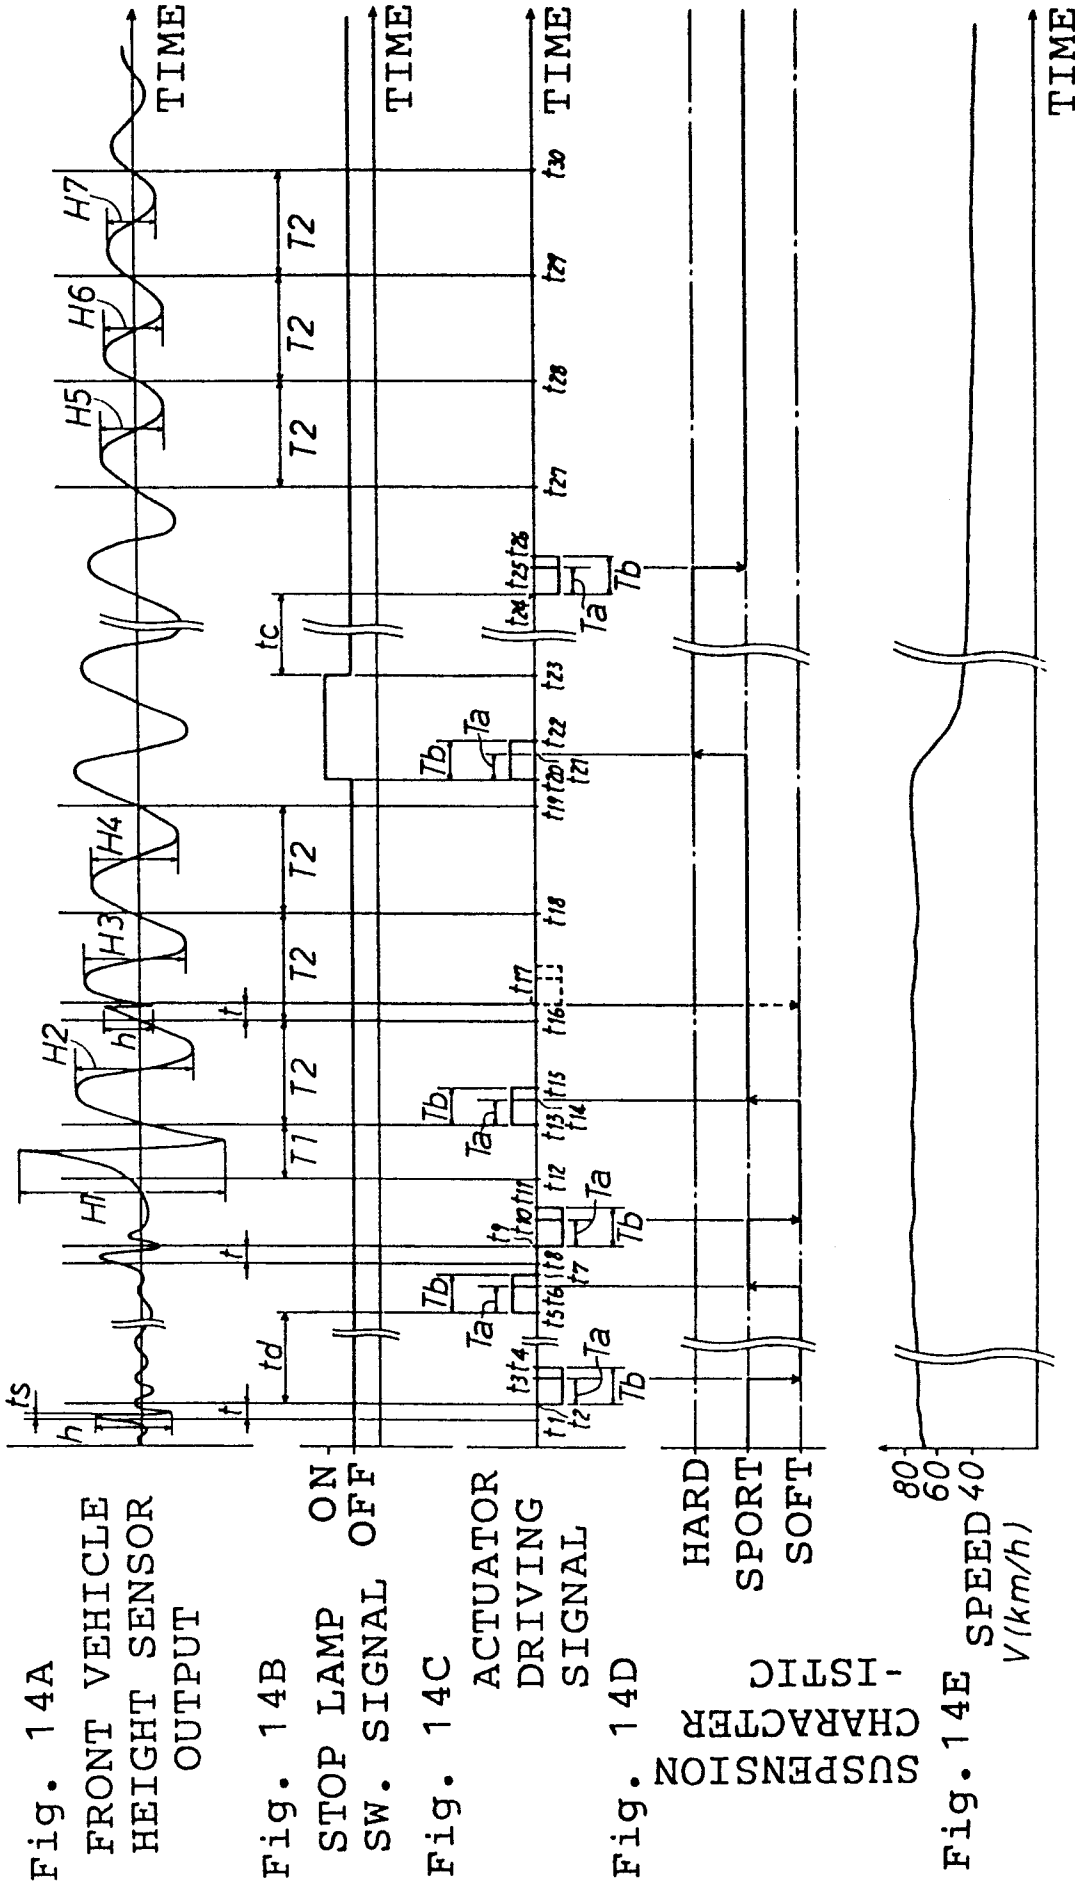 Fig. 14A
FRONT VEHICLE
HEIGHT SENSOR
OUTPUT
ts
h
t
t
H1
H2
h
t
H3
H4
H5
H6
H7
TIME
td
T1
T2
T2
T2
tc
T2
T2
T2
Fig. 14B
STOP LAMP
SW. SIGNAL
ON
OFF
TIME
Fig. 14C
ACTUATOR
DRIVING
SIGNAL
t1
t2
t3
t4
Ta
Tb
t5
t6
t7
t8
Ta
Tb
t9
t10
t11
Ta
Tb
t12
t13
t14
t15
Ta
Tb
t16
t17
t18
t19
t20
t21
t22
Tb
Ta
t23
t24
t25
t26
Ta
Tb
t27
t28
t29
t30
TIME
Fig. 14D
SUSPENSION
CHARACTER
-ISTIC
HARD
SPORT
SOFT
Fig. 14E
SPEED
V(km/h)
80
60
40
TIME